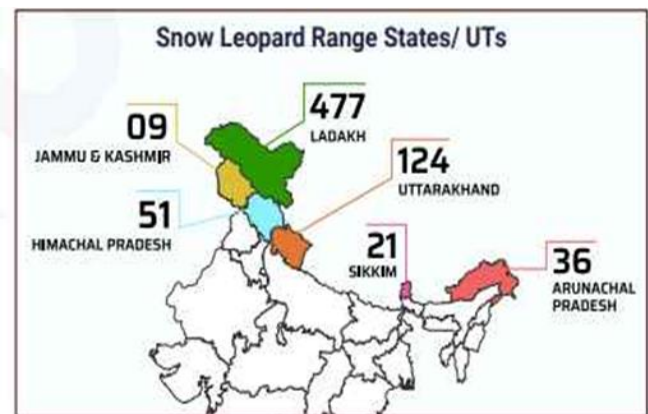 Snow Leopard Range States/ UTs
477
LADAKH
09
JAMMU & KASHMIR
124
UTTARAKHAND
51
HIMACHAL PRADESH
21
SIKKIM
36
ARUNACHAL
PRADESH